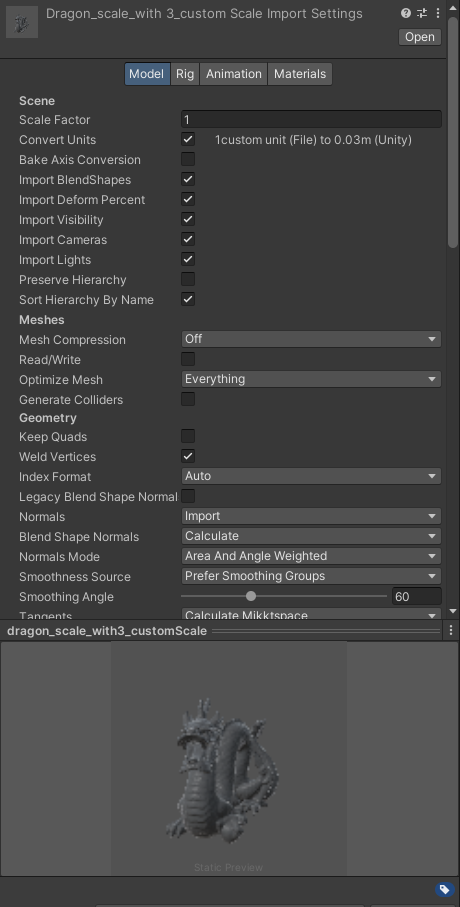 Dragon_scale_with 3_custom Scale Import Settings
Open
Model Rig Animation Materials
Scene
Scale Factor 1
Convert Units 1custom unit (File) to 0.03m (Unity)
Bake Axis Conversion
Import BlendShapes
Import Deform Percent
Import Visibility
Import Cameras
Import Lights
Preserve Hierarchy
Sort Hierarchy By Name
Meshes
Mesh Compression Off
Read/Write
Optimize Mesh Everything
Generate Colliders
Geometry
Keep Quads
Weld Vertices
Index Format Auto
Legacy Blend Shape Normal
Normals Import
Blend Shape Normals Calculate
Normals Mode Area And Angle Weighted
Smoothness Source Prefer Smoothing Groups
Smoothing Angle 60
Tangents Calculate Mikktspace
dragon_scale_with3_customScale
Static Preview